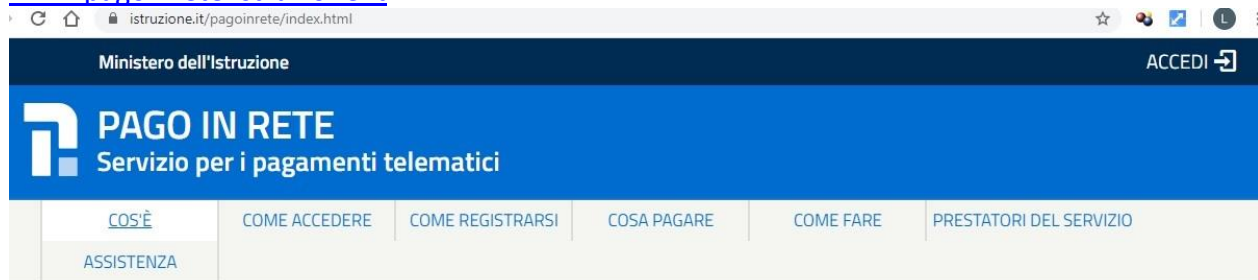 istruzione.it/pagoinrete/index.html
L
Ministero dell'Istruzione
ACCEDI
PAGO IN RETE
Servizio per i pagamenti telematici
COS'È COME ACCEDERE COME REGISTRARSI COSA PAGARE COME FARE PRESTATORI DEL SERVIZIO
ASSISTENZA